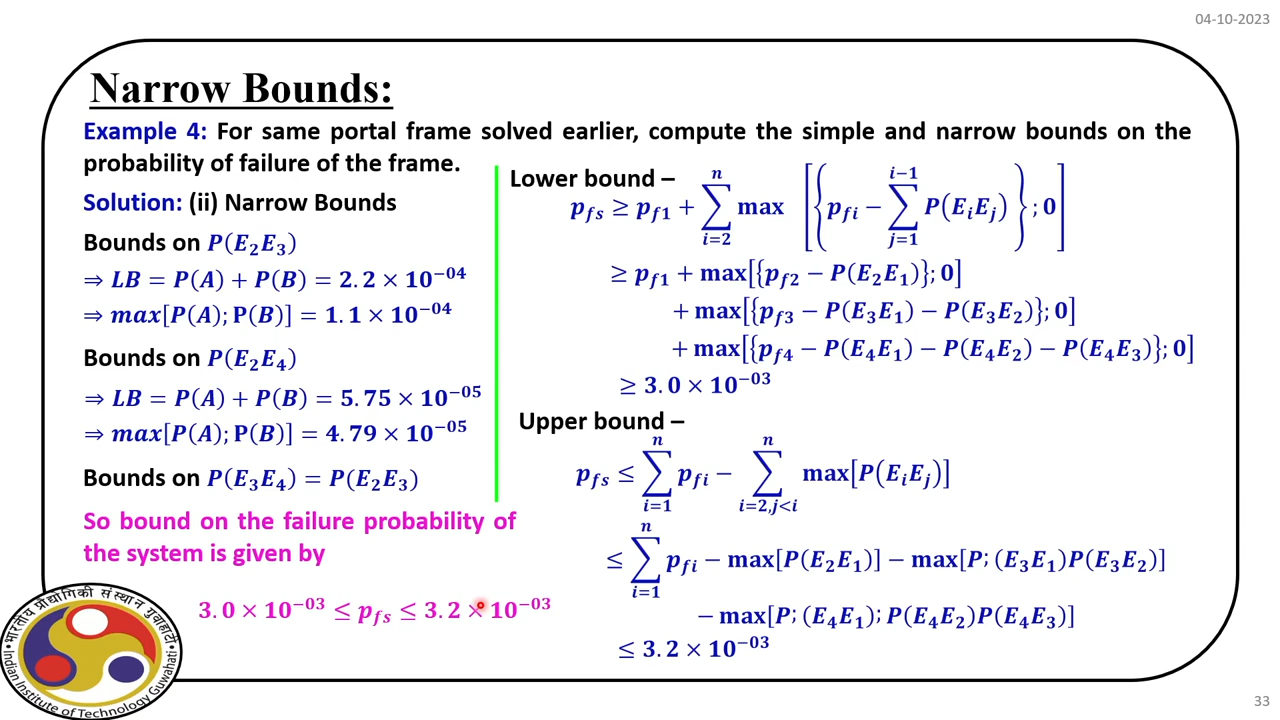 04-10-2023
Narrow Bounds:
Example 4: For same portal frame solved earlier, compute the simple and narrow bounds on the
probability of failure of the frame.
Solution: (ii) Narrow Bounds
Bounds on P(E₂E₃)
⇒ LB = P(A) + P(B) = 2.2 × 10⁻⁰⁴
⇒ max[P(A); P(B)] = 1.1 × 10⁻⁰⁴
Bounds on P(E₂E₄)
⇒ LB = P(A) + P(B) = 5.75 × 10⁻⁰⁵
⇒ max[P(A); P(B)] = 4.79 × 10⁻⁰⁵
Bounds on P(E₃E₄) = P(E₂E₃)
So bound on the failure probability of
the system is given by
3.0 × 10⁻⁰³ ≤ p_fs ≤ 3.2 × 10⁻⁰³
Lower bound –
p_fs ≥ p_f1 + ∑_{i=2}^{n} max [{p_fi − ∑_{j=1}^{i−1} P(E_iE_j)}; 0]
≥ p_f1 + max[{p_f2 − P(E₂E₁)}; 0]
+ max[{p_f3 − P(E₃E₁) − P(E₃E₂)}; 0]
+ max[{p_f4 − P(E₄E₁) − P(E₄E₂) − P(E₄E₃)}; 0]
≥ 3.0 × 10⁻⁰³
Upper bound –
p_fs ≤ ∑_{i=1}^{n} p_fi − ∑_{i=2,j<i}^{n} max[P(E_iE_j)]
≤ ∑_{i=1}^{n} p_fi − max[P(E₂E₁)] − max[P; (E₃E₁)P(E₃E₂)]
− max[P; (E₄E₁); P(E₄E₂)P(E₄E₃)]
≤ 3.2 × 10⁻⁰³
भारतीय प्रौद्योगिकी संस्थान गुवाहाटी
Indian Institute of Technology Guwahati
33